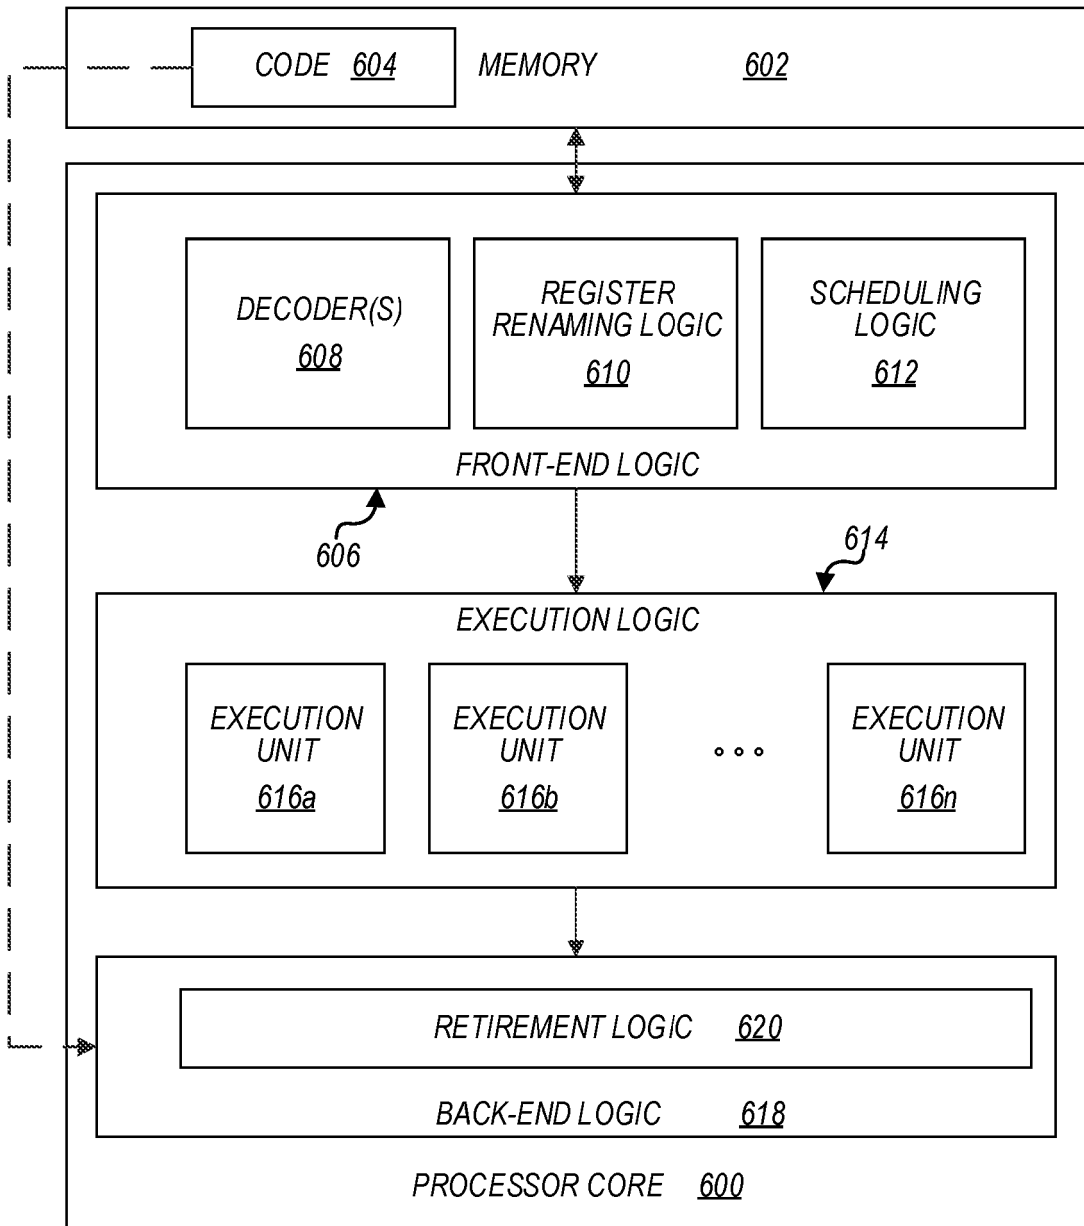 CODE 604 MEMORY 602
DECODER(S)
608
REGISTER
RENAMING LOGIC
610
SCHEDULING
LOGIC
612
FRONT-END LOGIC
606
614
EXECUTION LOGIC
EXECUTION
UNIT
616a
EXECUTION
UNIT
616b
EXECUTION
UNIT
616n
RETIREMENT LOGIC 620
BACK-END LOGIC 618
PROCESSOR CORE 600